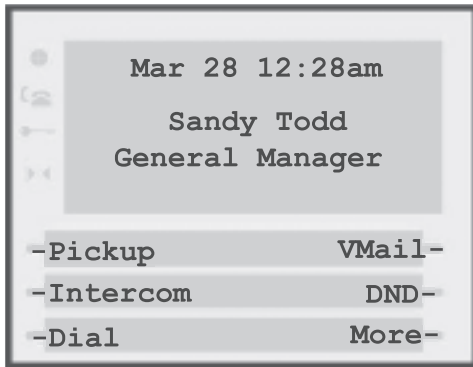 Mar 28 12:28am
Sandy Todd
General Manager
-Pickup VMail-
-Intercom DND-
-Dial More-